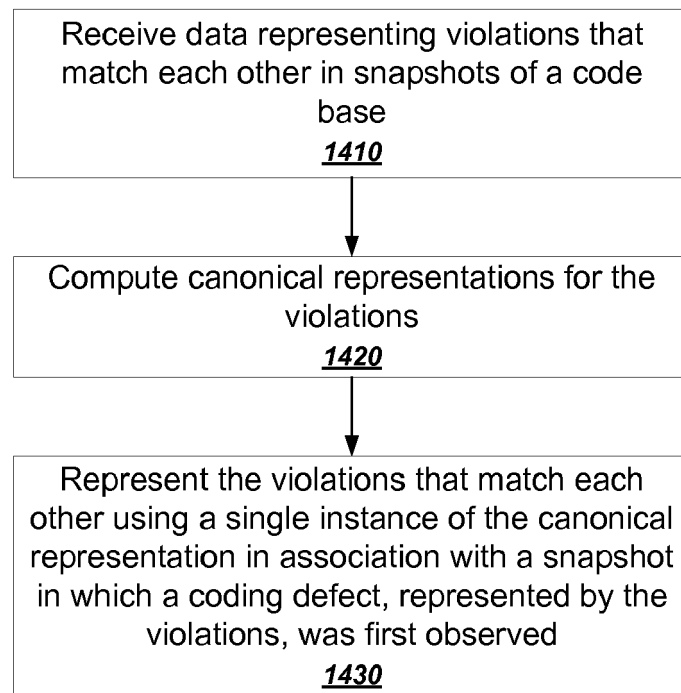 Receive data representing violations that
match each other in snapshots of a code
base
1410
Compute canonical representations for the
violations
1420
Represent the violations that match each
other using a single instance of the canonical
representation in association with a snapshot
in which a coding defect, represented by the
violations, was first observed
1430